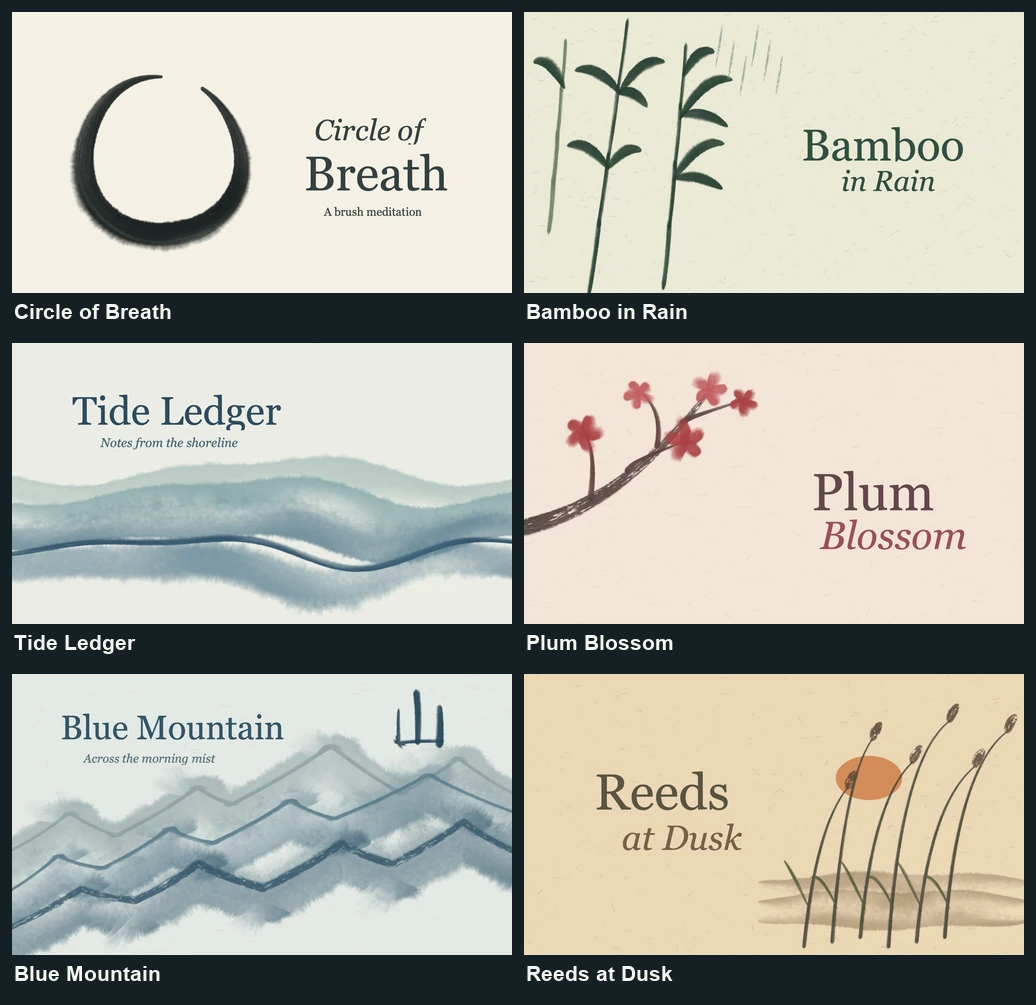 Circle of
Breath
A brush meditation
Circle of Breath
Bamboo
in Rain
Bamboo in Rain
Tide Ledger
Notes from the shoreline
Tide Ledger
Plum
Blossom
Plum Blossom
Blue Mountain
山
Across the morning mist
Blue Mountain
Reeds
at Dusk
Reeds at Dusk